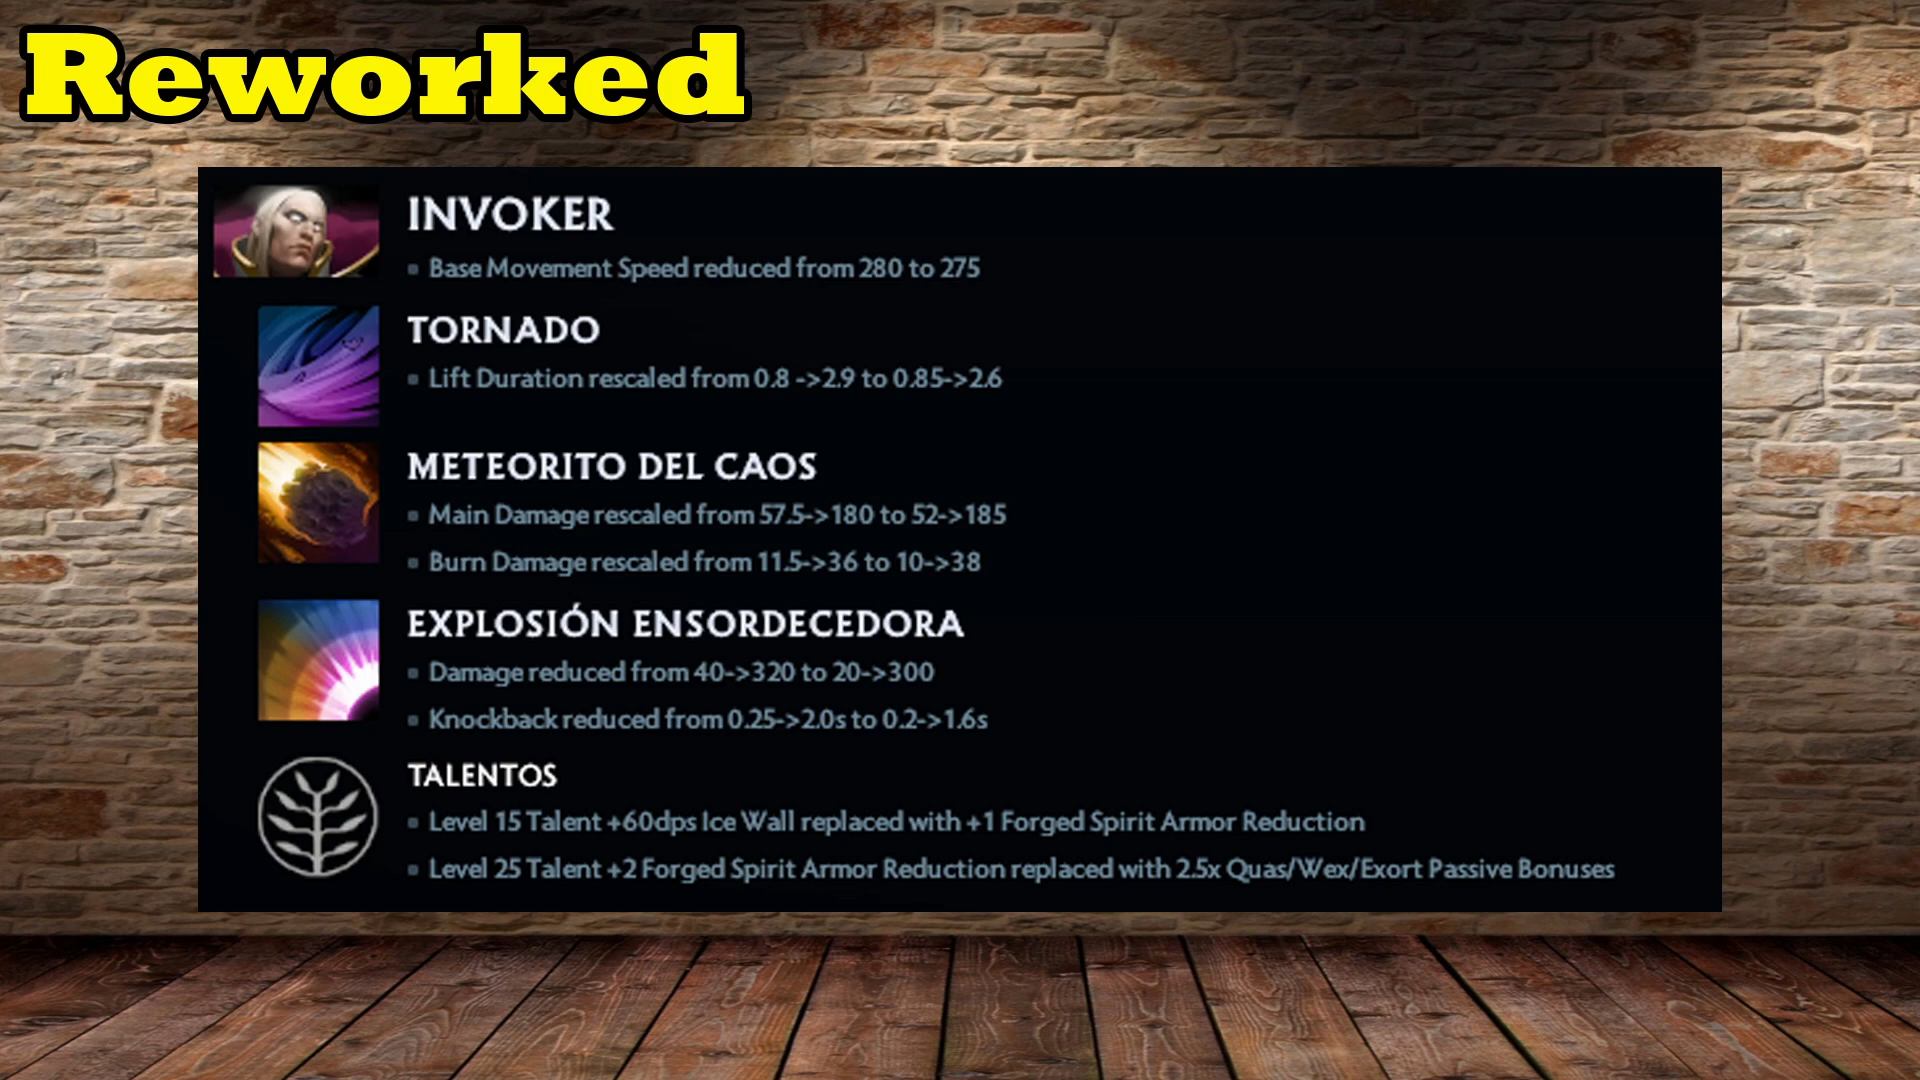 Reworked
INVOKER
Base Movement Speed reduced from 280 to 275
TORNADO
Lift Duration rescaled from 0.8 ->2.9 to 0.85->2.6
METEORITO DEL CAOS
Main Damage rescaled from 57.5->180 to 52->185
Burn Damage rescaled from 11.5->36 to 10->38
EXPLOSIÓN ENSORDECEDORA
Damage reduced from 40->320 to 20->300
Knockback reduced from 0.25->2.0s to 0.2->1.6s
TALENTOS
Level 15 Talent +60dps Ice Wall replaced with +1 Forged Spirit Armor Reduction
Level 25 Talent +2 Forged Spirit Armor Reduction replaced with 2.5x Quas/Wex/Exort Passive Bonuses